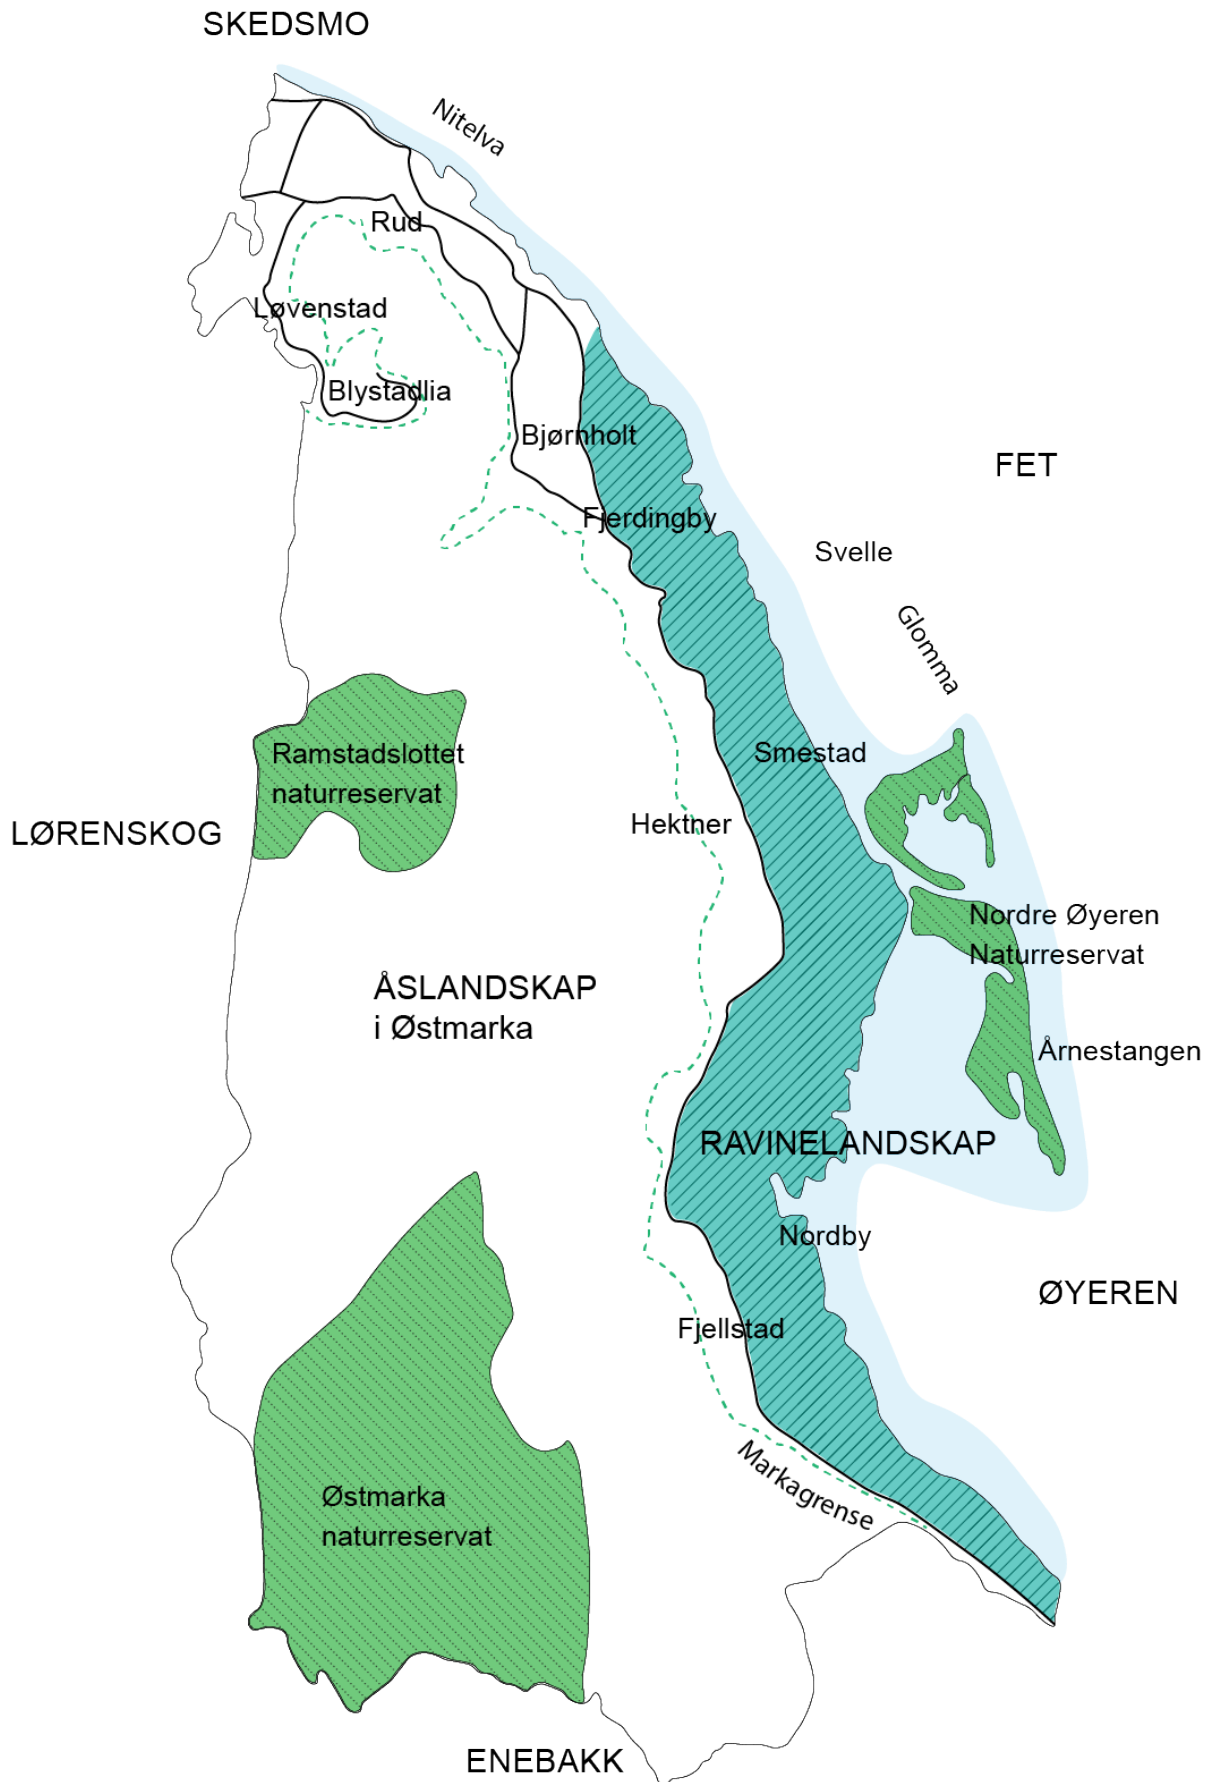 SKEDSMO
Nitelva
Rud
Løvenstad
Blystadlia
Bjørnholt
FET
Fjerdingby
Svelle
Glomma
Ramstadslottet
naturreservat
Smestad
Hektner
LØRENSKOG
Nordre Øyeren
Naturreservat
ÅSLANDSKAP
i Østmarka
Årnestangen
RAVINELANDSKAP
Nordby
ØYEREN
Fjellstad
Markagrense
Østmarka
naturreservat
ENEBAKK